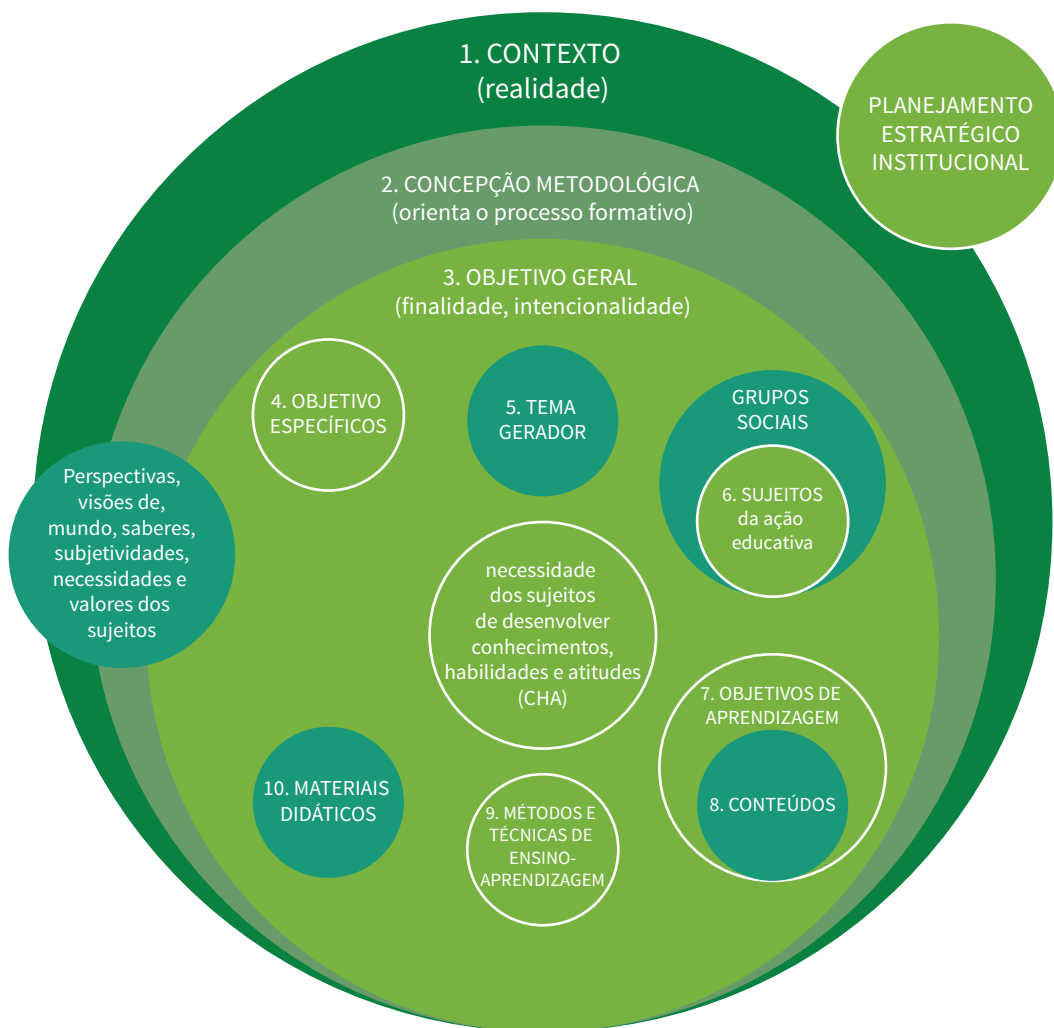 1. CONTEXTO
(realidade)
PLANEJAMENTO
ESTRATÉGICO
INSTITUCIONAL
2. CONCEPÇÃO METODOLÓGICA
(orienta o processo formativo)
3. OBJETIVO GERAL
(finalidade, intencionalidade)
4. OBJETIVO
ESPECÍFICOS
5. TEMA
GERADOR
GRUPOS
SOCIAIS
6. SUJEITOS
da ação
educativa
Perspectivas,
visões de,
mundo, saberes,
subjetividades,
necessidades e
valores dos
sujeitos
necessidade
dos sujeitos
de desenvolver
conhecimentos,
habilidades e atitudes
(CHA)
7. OBJETIVOS DE
APRENDIZAGEM
8. CONTEÚDOS
9. MÉTODOS E
TÉCNICAS DE
ENSINO-
APRENDIZAGEM
10. MATERIAIS
DIDÁTICOS